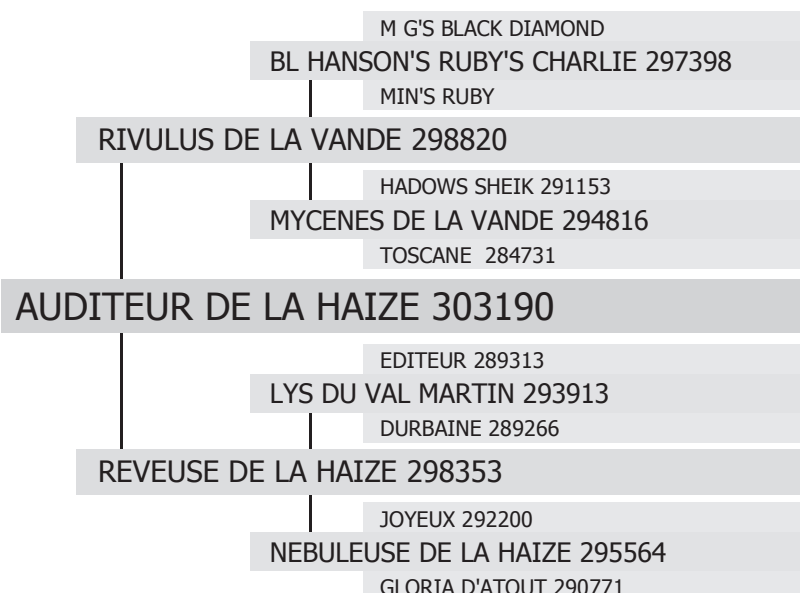 M G'S BLACK DIAMOND
BL HANSON'S RUBY'S CHARLIE 297398
MIN'S RUBY
RIVULUS DE LA VANDE 298820
HADOWS SHEIK 291153
MYCENES DE LA VANDE 294816
TOSCANE 284731
AUDITEUR DE LA HAIZE 303190
EDITEUR 289313
LYS DU VAL MARTIN 293913
DURBAINE 289266
REVEUSE DE LA HAIZE 298353
JOYEUX 292200
NEBULEUSE DE LA HAIZE 295564
GLORIA D'ATOUT 290771